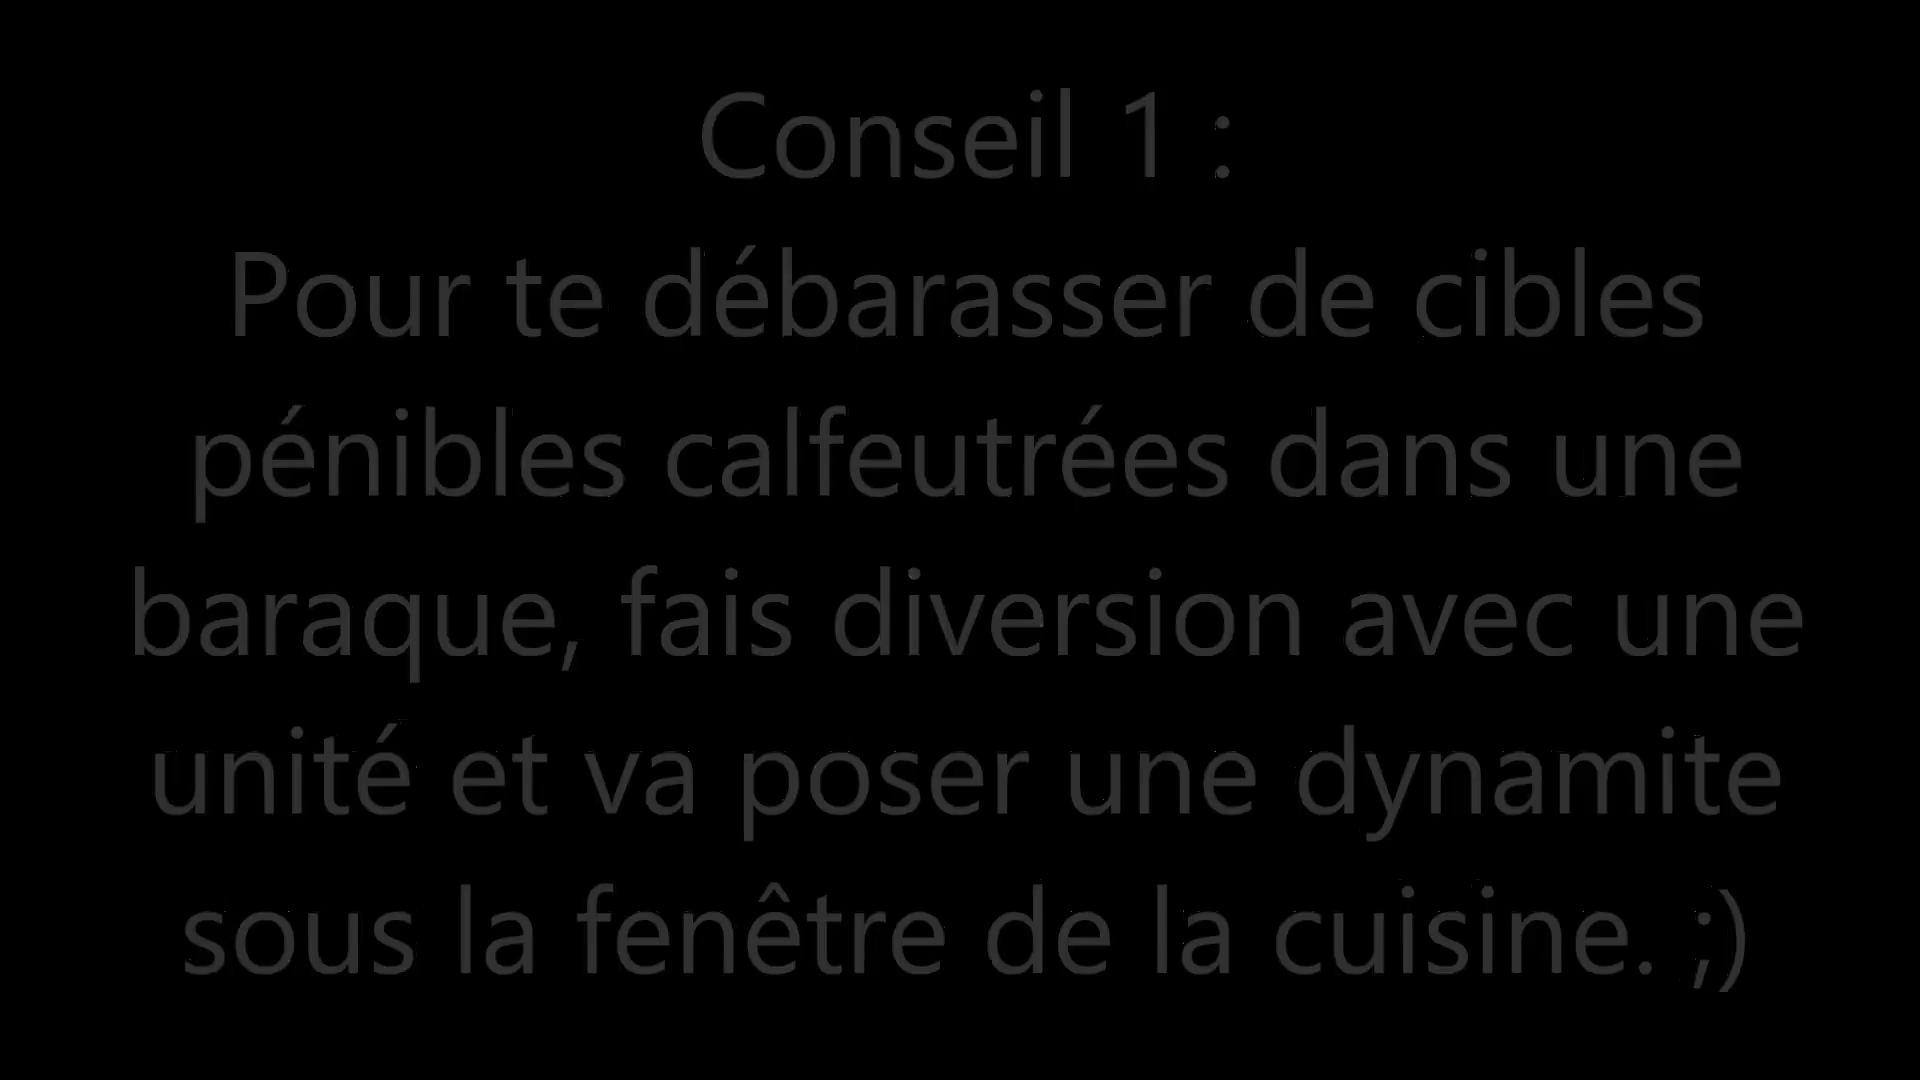 Conseil 1 :
Pour te débarasser de cibles
pénibles calfeutrées dans une
baraque, fais diversion avec une
unité et va poser une dynamite
sous la fenêtre de la cuisine. ;)